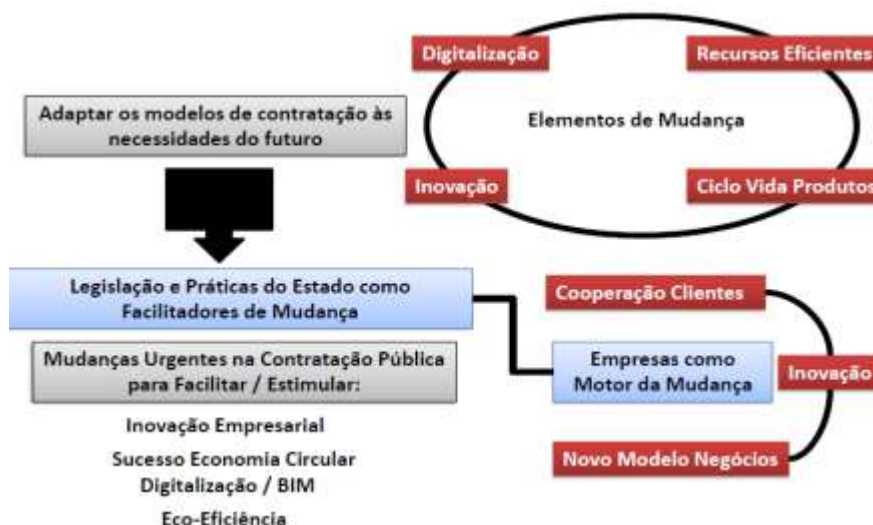 Digitalização
Recursos Eficientes
Adaptar os modelos de contratação às
necessidades do futuro
Elementos de Mudança
Inovação
Ciclo Vida Produtos
Legislação e Práticas do Estado como
Facilitadores de Mudança
Cooperação Clientes
Mudanças Urgentes na Contratação Pública
para Facilitar / Estimular:
Empresas como
Motor da Mudança
Inovação
Inovação Empresarial
Sucesso Economia Circular
Digitalização / BIM
Eco-Eficiência
Novo Modelo Negócios